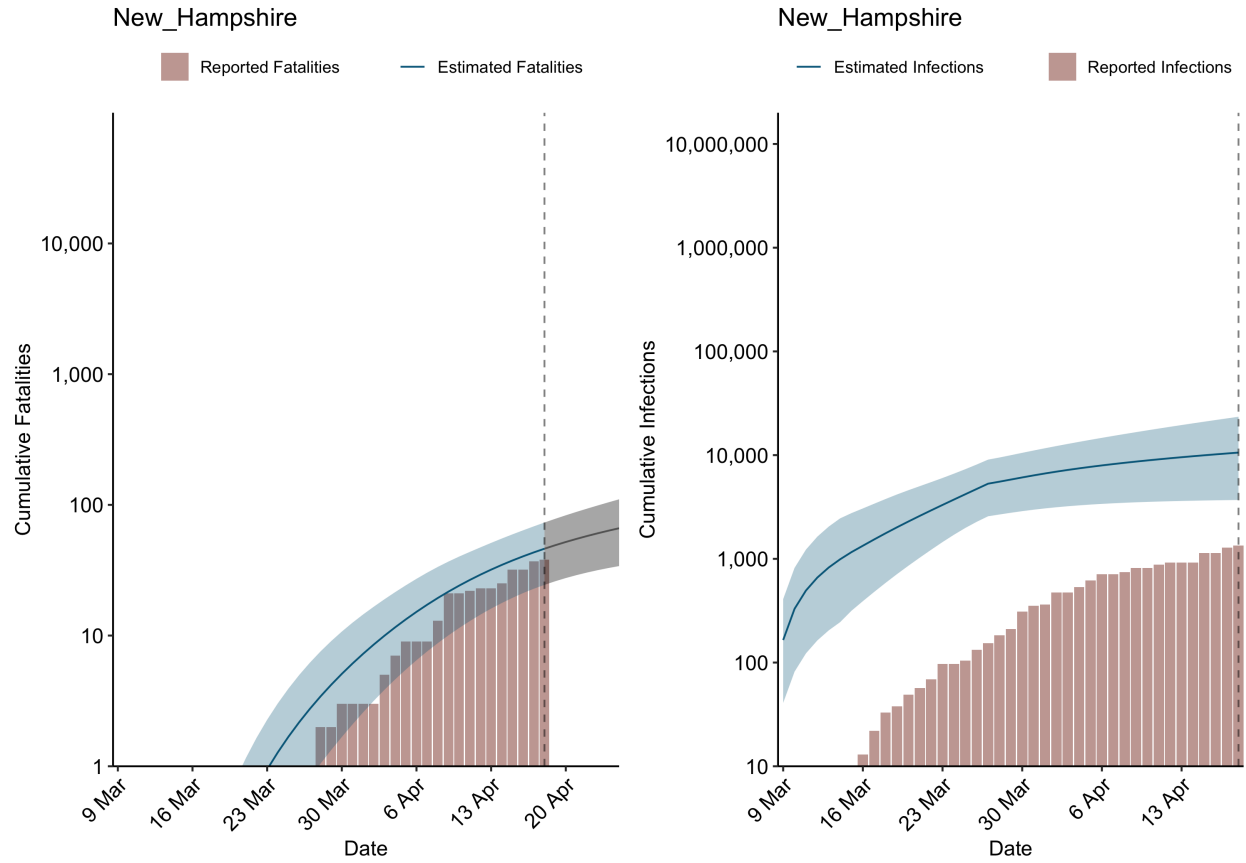 New_Hampshire
Reported Fatalities
Estimated Fatalities
Cumulative Fatalities
10,000
1,000
100
10
1
9 Mar
16 Mar
23 Mar
30 Mar
6 Apr
13 Apr
20 Apr
Date
New_Hampshire
Estimated Infections
Reported Infections
Cumulative Infections
10,000,000
1,000,000
100,000
10,000
1,000
100
10
9 Mar
16 Mar
23 Mar
30 Mar
6 Apr
13 Apr
Date